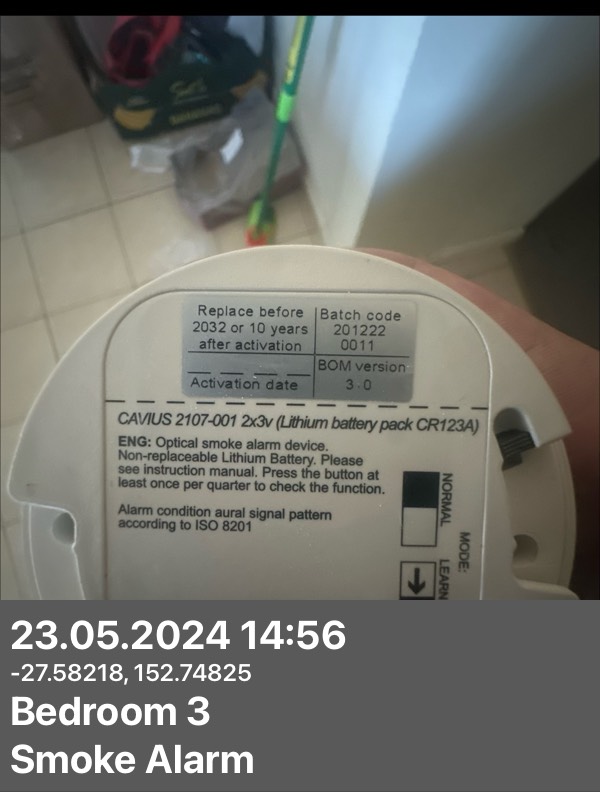 Replace before
2032 or 10 years
after activation
Activation date
Batch code
201222
0011
BOM version
3.0
CAVIUS 2107-001 2x3v (Lithium battery pack CR123A)
ENG: Optical smoke alarm device.
Non-replaceable Lithium Battery. Please
see instruction manual. Press the button at
least once per quarter to check the function.
Alarm condition aural signal pattern
according to ISO 8201
NORMAL
MODE:
LEARN
23.05.2024 14:56
-27.58218, 152.74825
Bedroom 3
Smoke Alarm